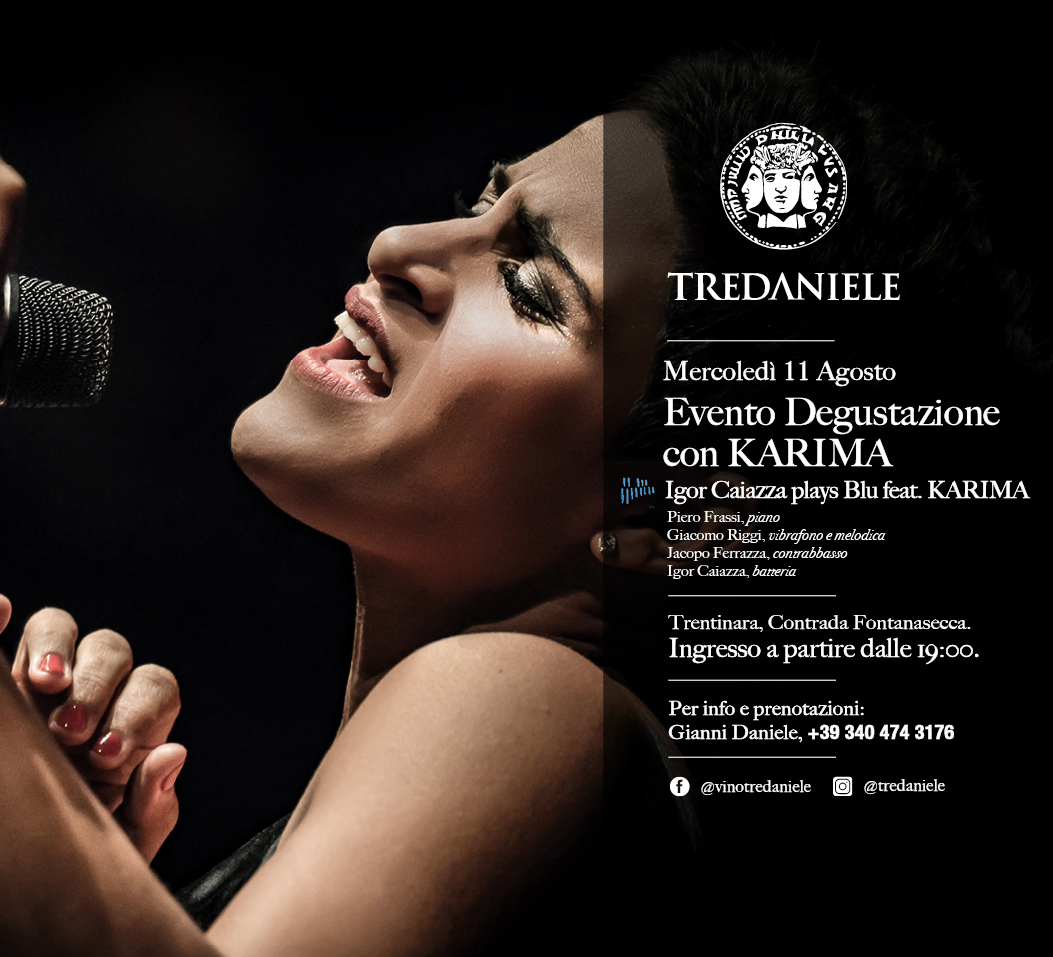 TREDANIELE
Mercoledì 11 Agosto
Evento Degustazione
con KARIMA
Igor Caiazza plays Blu feat. KARIMA
Piero Frassi, piano
Giacomo Riggi, vibrafono e melodica
Jacopo Ferrazza, contrabbasso
Igor Caiazza, batteria
Trentinara, Contrada Fontanasecca.
Ingresso a partire dalle 19:00.
Per info e prenotazioni:
Gianni Daniele, +39 340 474 3176
@vinotredaniele @tredaniele